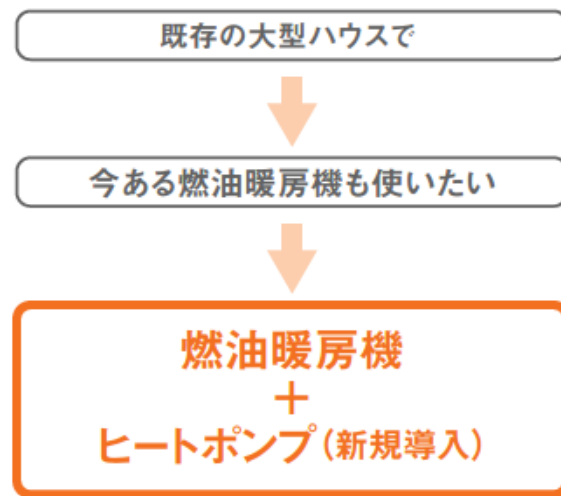 既存の大型ハウスで
今ある燃油暖房機も使いたい
燃油暖房機
+
ヒートポンプ(新規導入)